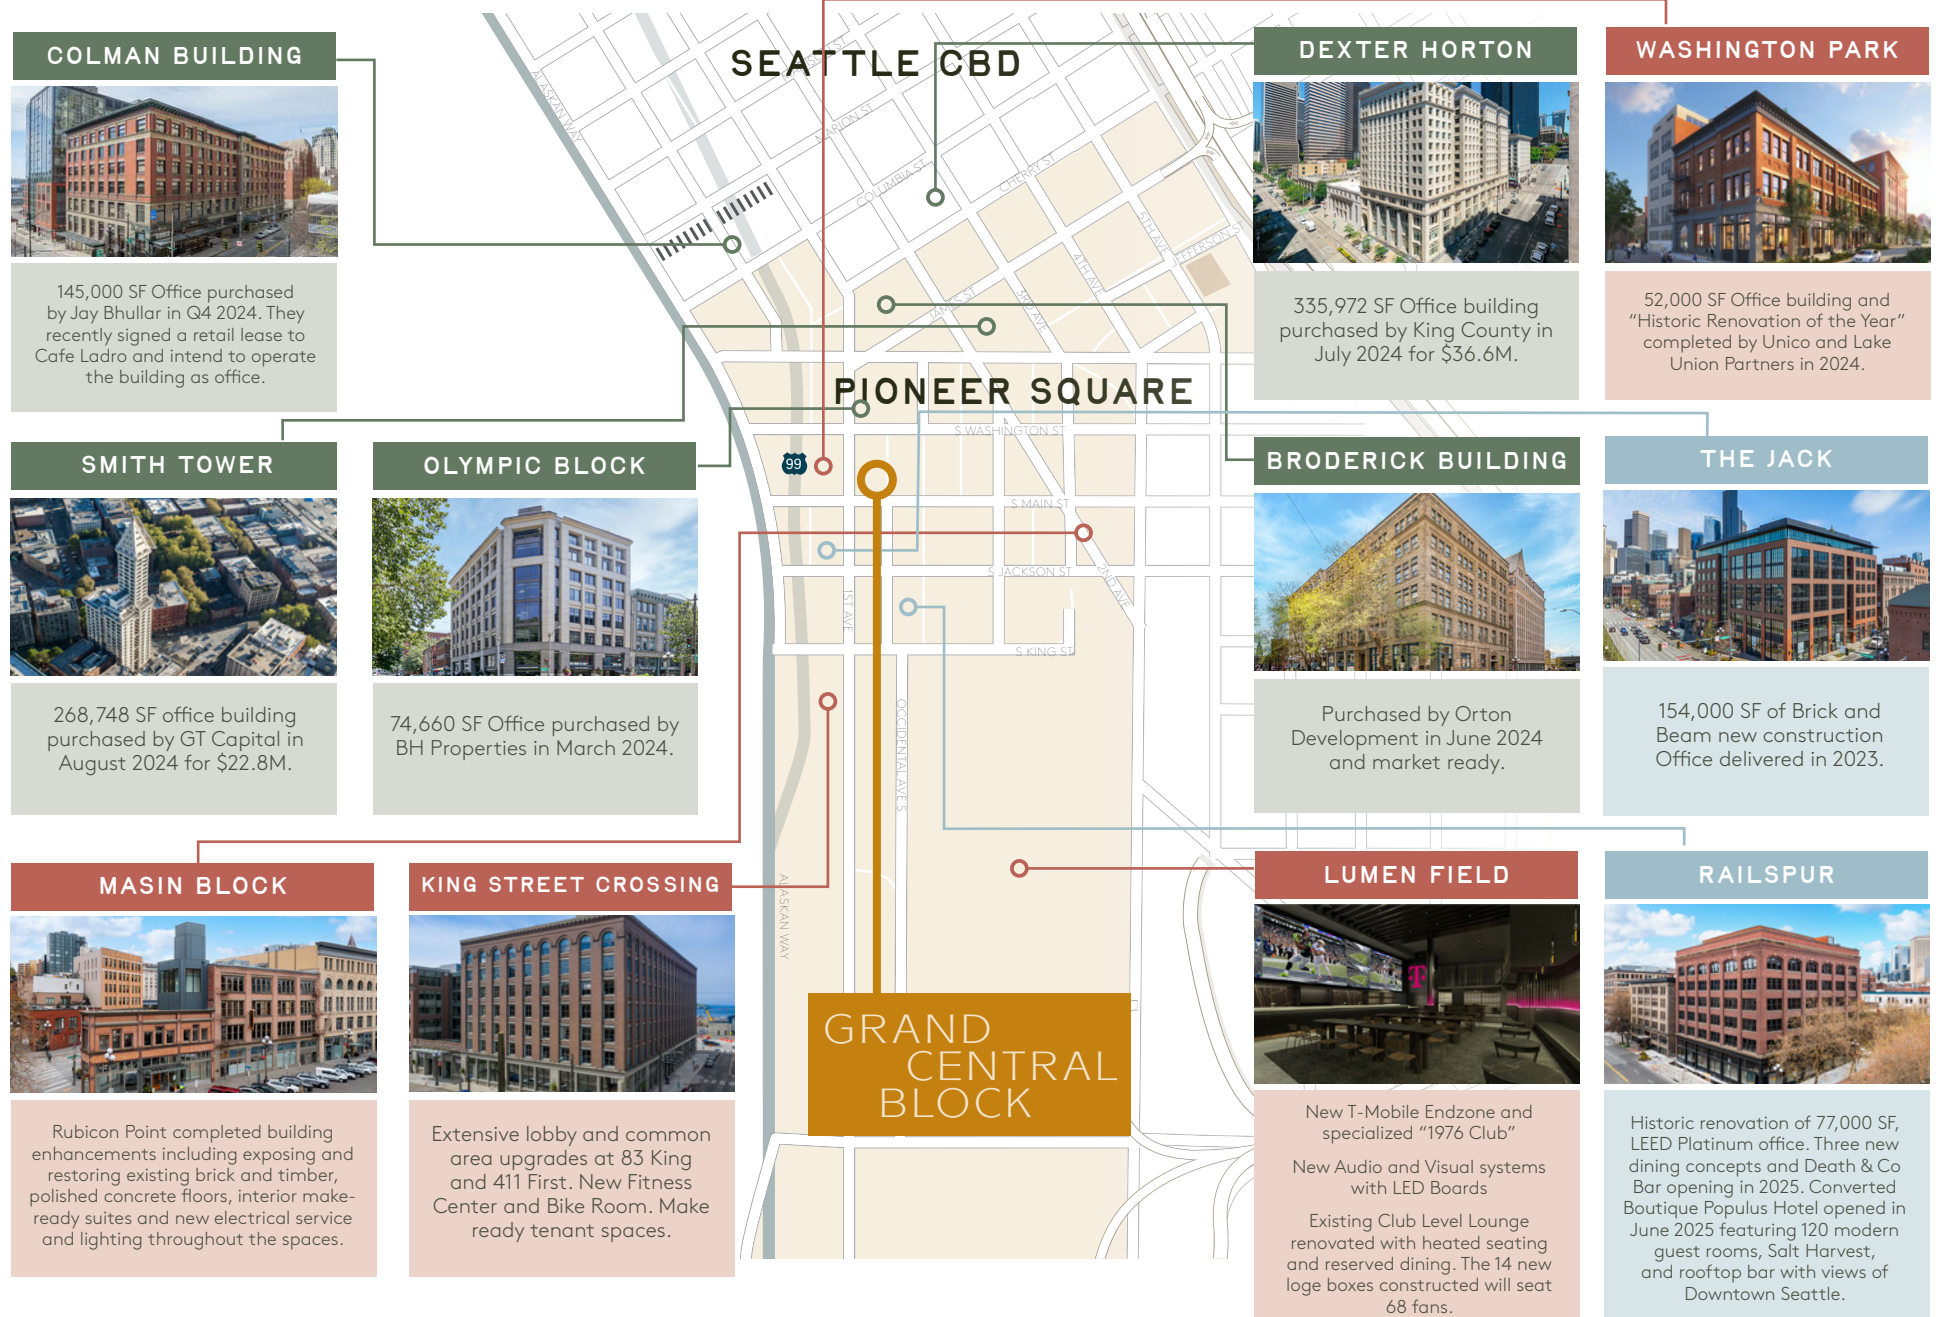 COLMAN BUILDING
145,000 SF Office purchased
by Jay Bhullar in Q4 2024. They
recently signed a retail lease to
Cafe Ladro and intend to operate
the building as office.
SEATTLE CBD
ALASKAN WAY
MARION ST
COLUMBIA ST
CHERRY ST
5TH AVE
JEFFERSON ST
4TH AVE
3RD AVE
JAMES ST
DEXTER HORTON
335,972 SF Office building
purchased by King County in
July 2024 for $36.6M.
WASHINGTON PARK
52,000 SF Office building and
“Historic Renovation of the Year”
completed by Unico and Lake
Union Partners in 2024.
PIONEER SQUARE
S WASHINGTON ST
99
S MAIN ST
S JACKSON ST
2ND AVE
1ST AVE
S KING ST
OCCIDENTAL AVE S
ALASKAN WAY
SMITH TOWER
268,748 SF office building
purchased by GT Capital in
August 2024 for $22.8M.
OLYMPIC BLOCK
74,660 SF Office purchased by
BH Properties in March 2024.
BRODERICK BUILDING
Purchased by Orton
Development in June 2024
and market ready.
THE JACK
154,000 SF of Brick and
Beam new construction
Office delivered in 2023.
MASIN BLOCK
Rubicon Point completed building
enhancements including exposing and
restoring existing brick and timber,
polished concrete floors, interior make-
ready suites and new electrical service
and lighting throughout the spaces.
KING STREET CROSSING
Extensive lobby and common
area upgrades at 83 King
and 411 First. New Fitness
Center and Bike Room. Make
ready tenant spaces.
GRAND
CENTRAL
BLOCK
LUMEN FIELD
T
New T-Mobile Endzone and
specialized “1976 Club”
New Audio and Visual systems
with LED Boards
Existing Club Level Lounge
renovated with heated seating
and reserved dining. The 14 new
loge boxes constructed will seat
68 fans.
RAILSPUR
Historic renovation of 77,000 SF,
LEED Platinum office. Three new
dining concepts and Death & Co
Bar opening in 2025. Converted
Boutique Populus Hotel opened in
June 2025 featuring 120 modern
guest rooms, Salt Harvest,
and rooftop bar with views of
Downtown Seattle.